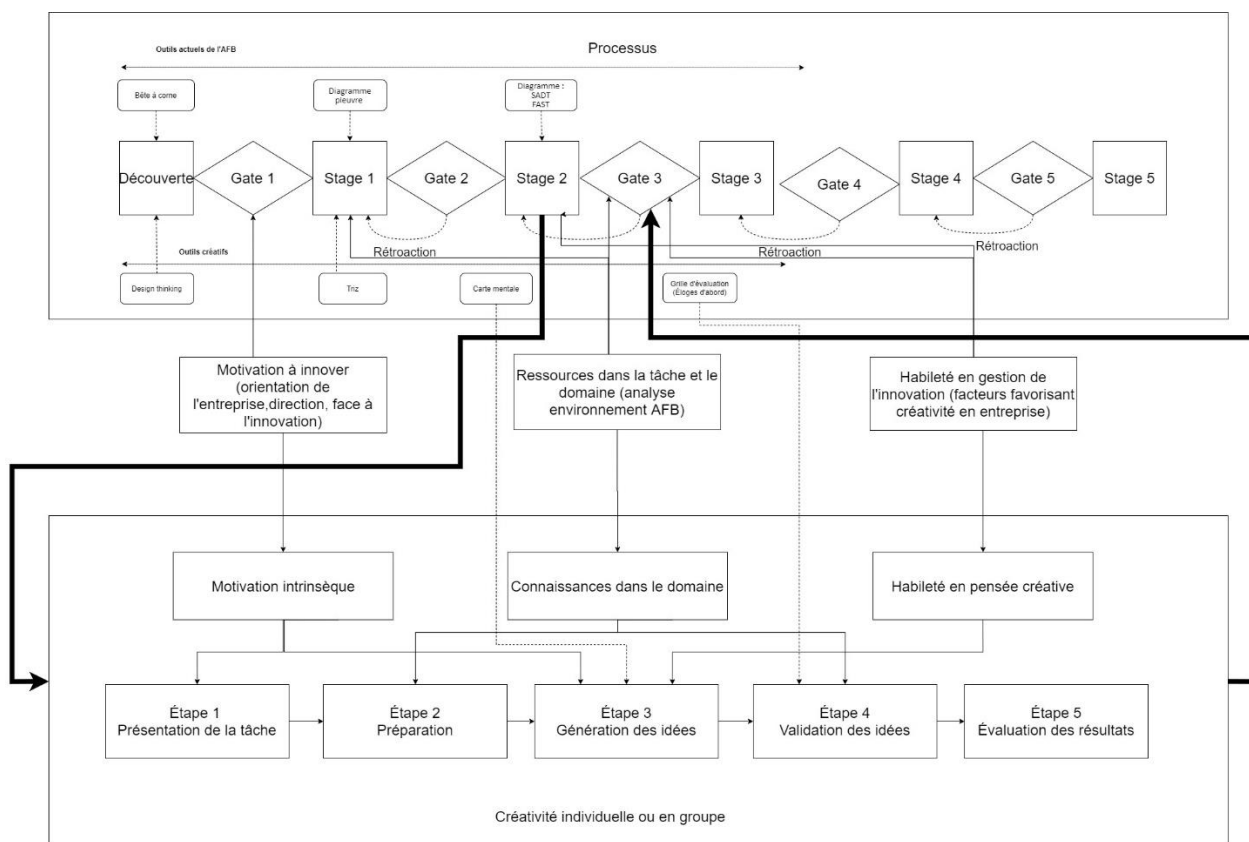 Outils actuels de l'AFB
Processus
Bête à corne
Diagramme
pieuvre
Diagramme :
SADT
FAST
Découverte
Gate 1
Stage 1
Gate 2
Stage 2
Gate 3
Stage 3
Gate 4
Stage 4
Gate 5
Stage 5
Rétroaction
Rétroaction
Rétroaction
Outils créatifs
Design thinking
Triz
Carte mentale
Grille d'évaluation
(Éloges d'abord)
Motivation à innover
(orientation de
l'entreprise,direction, face à
l'innovation)
Ressources dans la tâche et le
domaine (analyse
environnement AFB)
Habileté en gestion de
l'innovation (facteurs favorisant
créativité en entreprise)
Motivation intrinsèque
Connaissances dans le domaine
Habileté en pensée créative
Étape 1
Présentation de la tâche
Étape 2
Préparation
Étape 3
Génération des idées
Étape 4
Validation des idées
Étape 5
Évaluation des résultats
Créativité individuelle ou en groupe